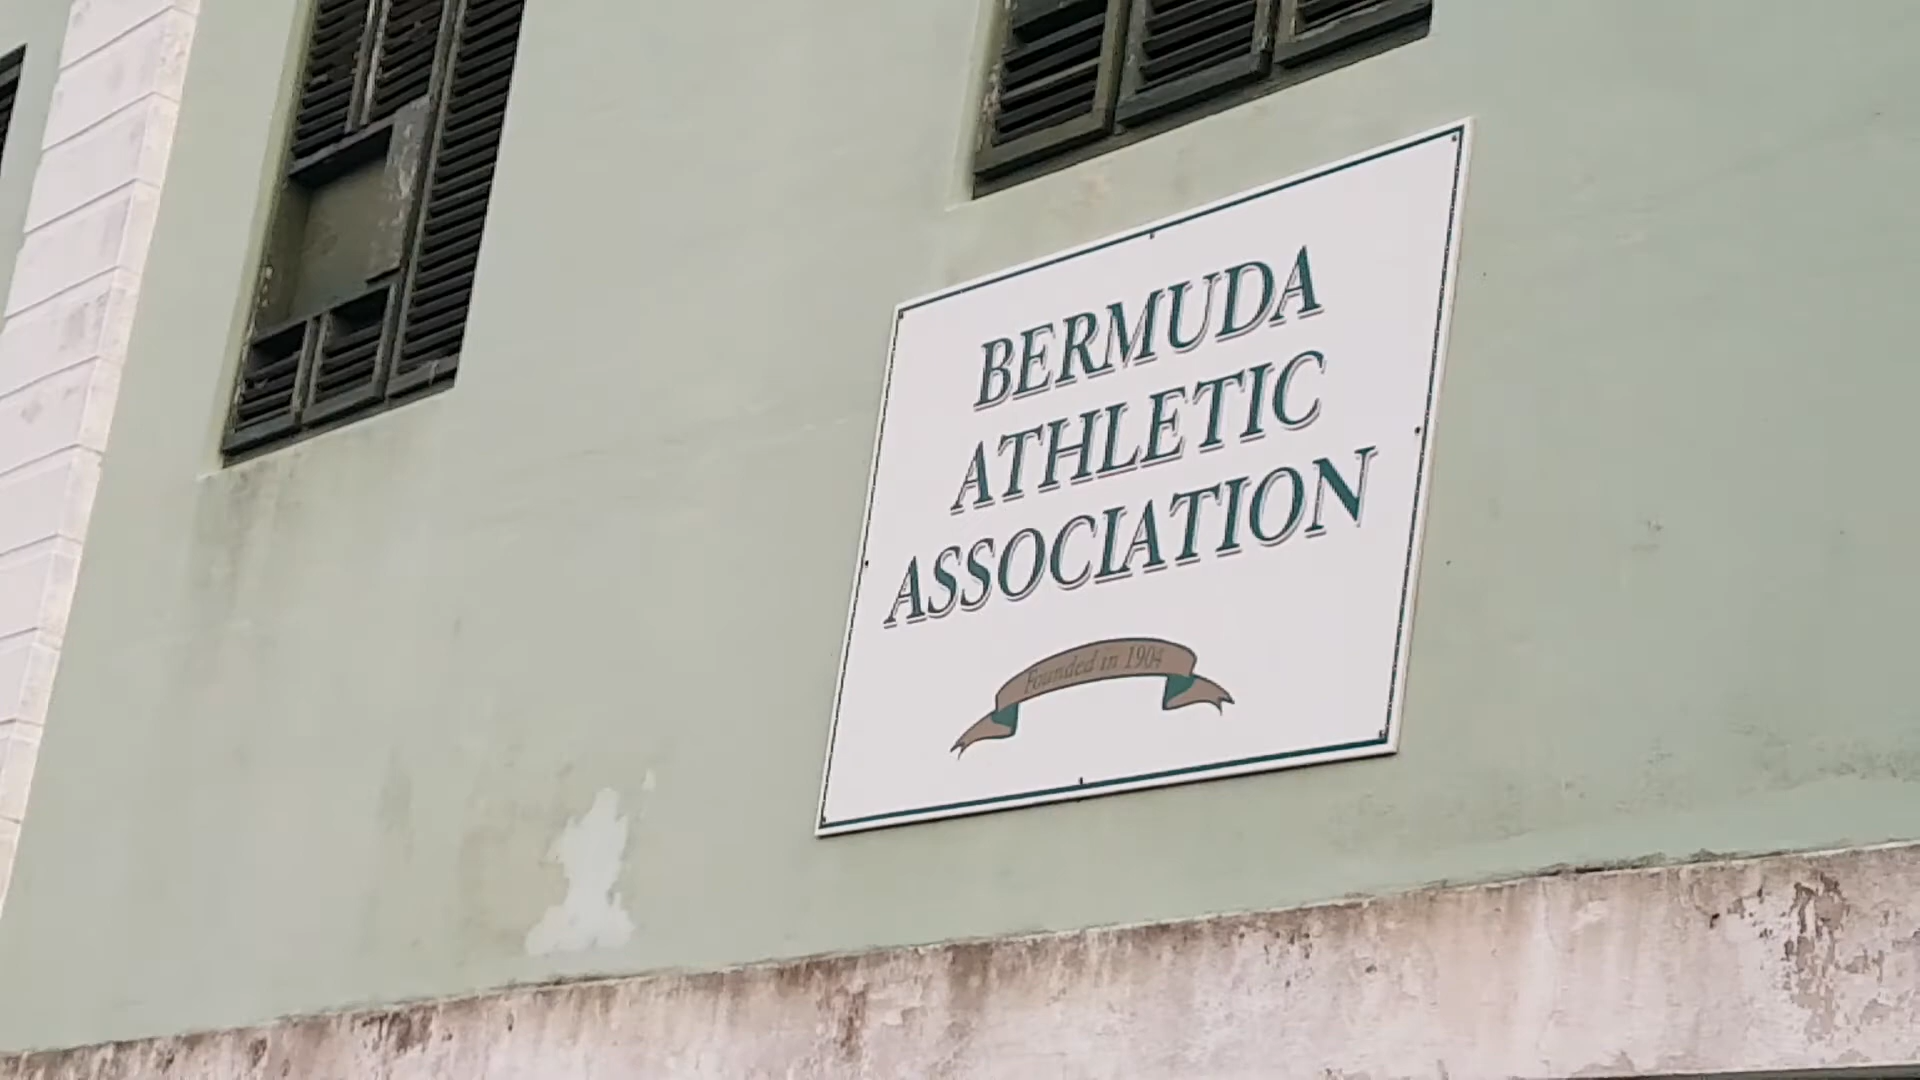 BERMUDA
ATHLETIC
ASSOCIATION
Founded in 1904